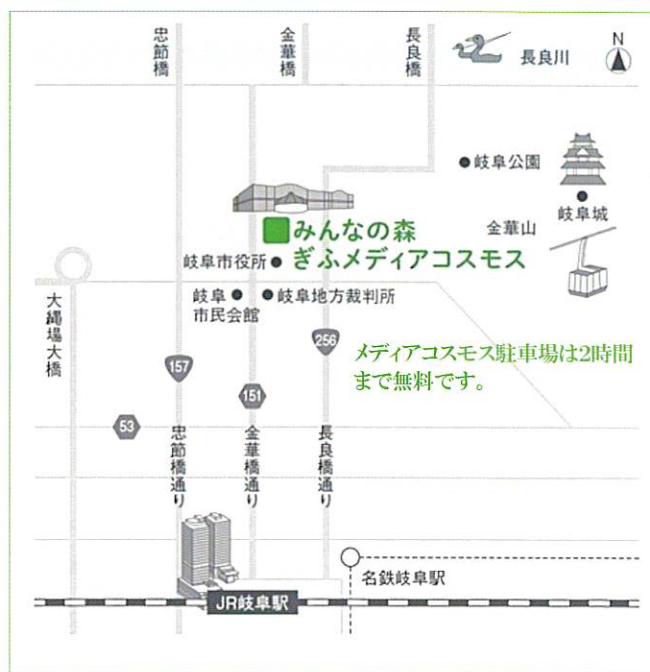 忠節橋
金華橋
長良橋
長良川
N
岐阜公園
岐阜城
金華山
みんなの森
ぎふメディアコスモス
岐阜市役所
岐阜
市民会館
岐阜地方裁判所
大縄場大橋
256
メディアコスモス駐車場は2時間
まで無料です。
157
151
53
忠節橋通り
金華橋通り
長良橋通り
名鉄岐阜駅
JR岐阜駅